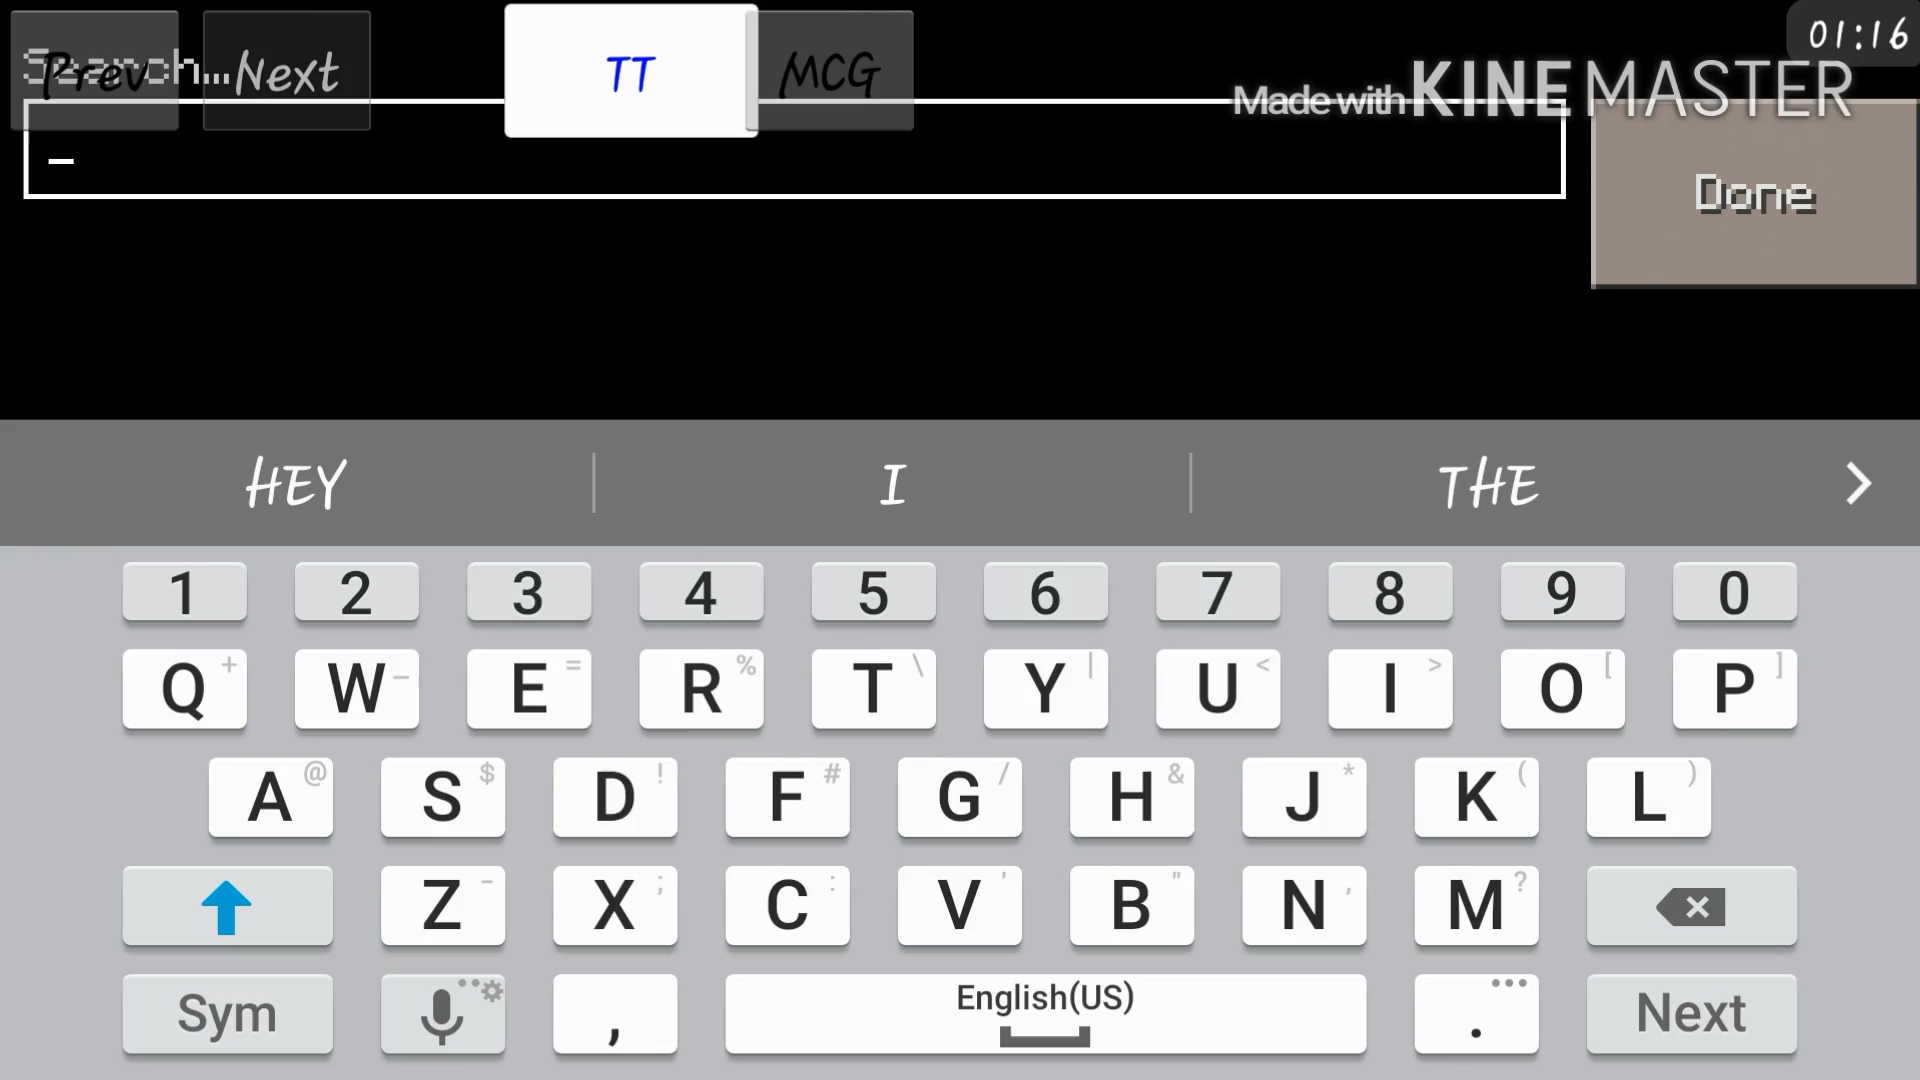 Prev
Search...
Next
TT
MCG
01:16
Made with KINEMASTER
_
Done
HEY I THE
1 2 3 4 5 6 7 8 9 0
Q + W _ E = R % T \ Y | U < I > O [ P ]
A @ S $ D ! F # G / H & J * K ( L )
Z - X ; C : V ' B " N , M ?
Sym , English(US) . Next